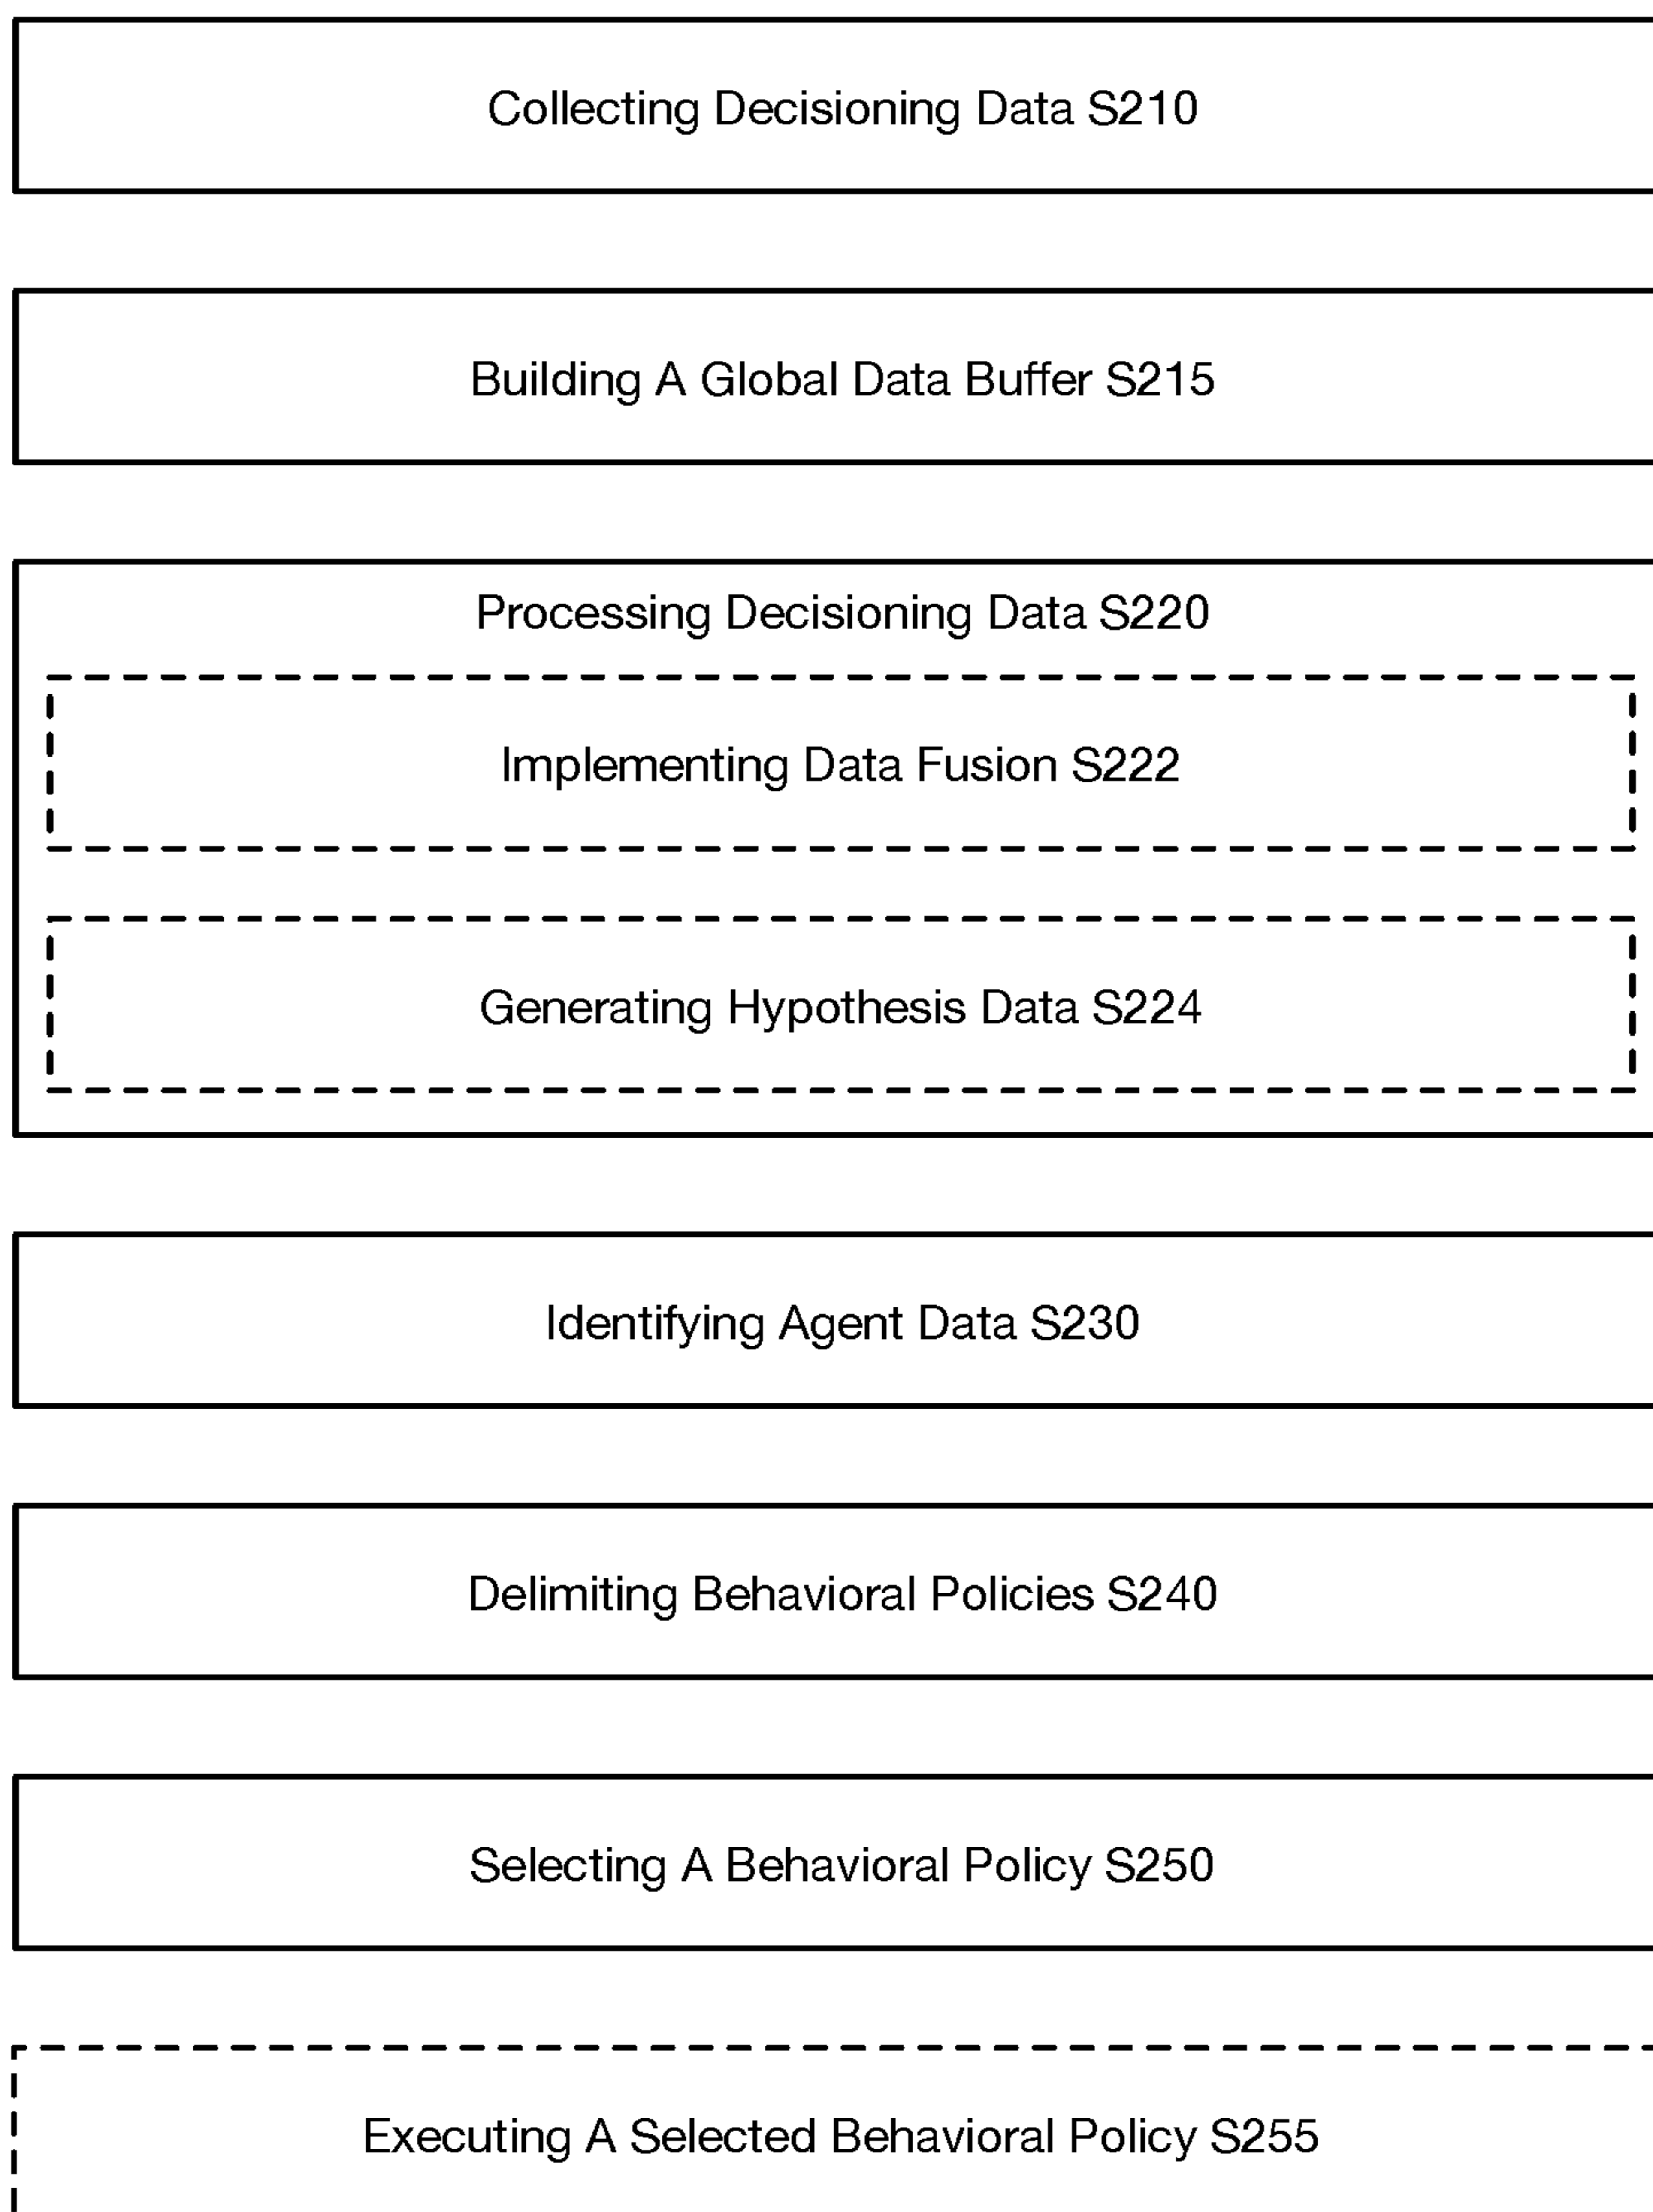 Collecting Decisioning Data S210
Building A Global Data Buffer S215
Processing Decisioning Data S220
Implementing Data Fusion S222
Generating Hypothesis Data S224
Identifying Agent Data S230
Delimiting Behavioral Policies S240
Selecting A Behavioral Policy S250
Executing A Selected Behavioral Policy S255